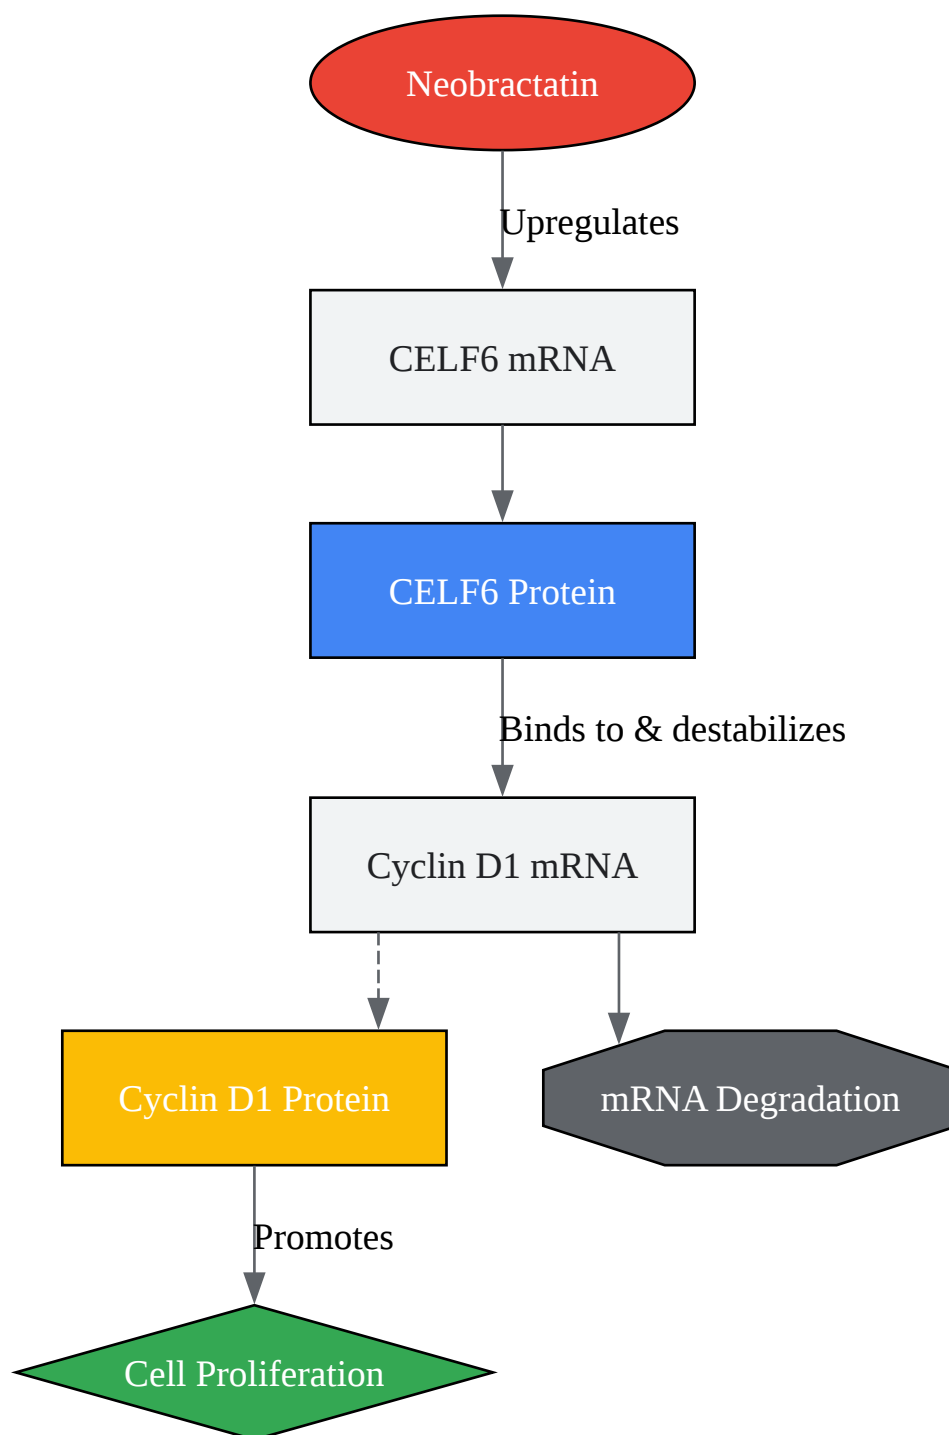 Neobractatin
Upregulates
CELF6 mRNA
CELF6 Protein
Binds to & destabilizes
Cyclin D1 mRNA
Cyclin D1 Protein
mRNA Degradation
Promotes
Cell Proliferation